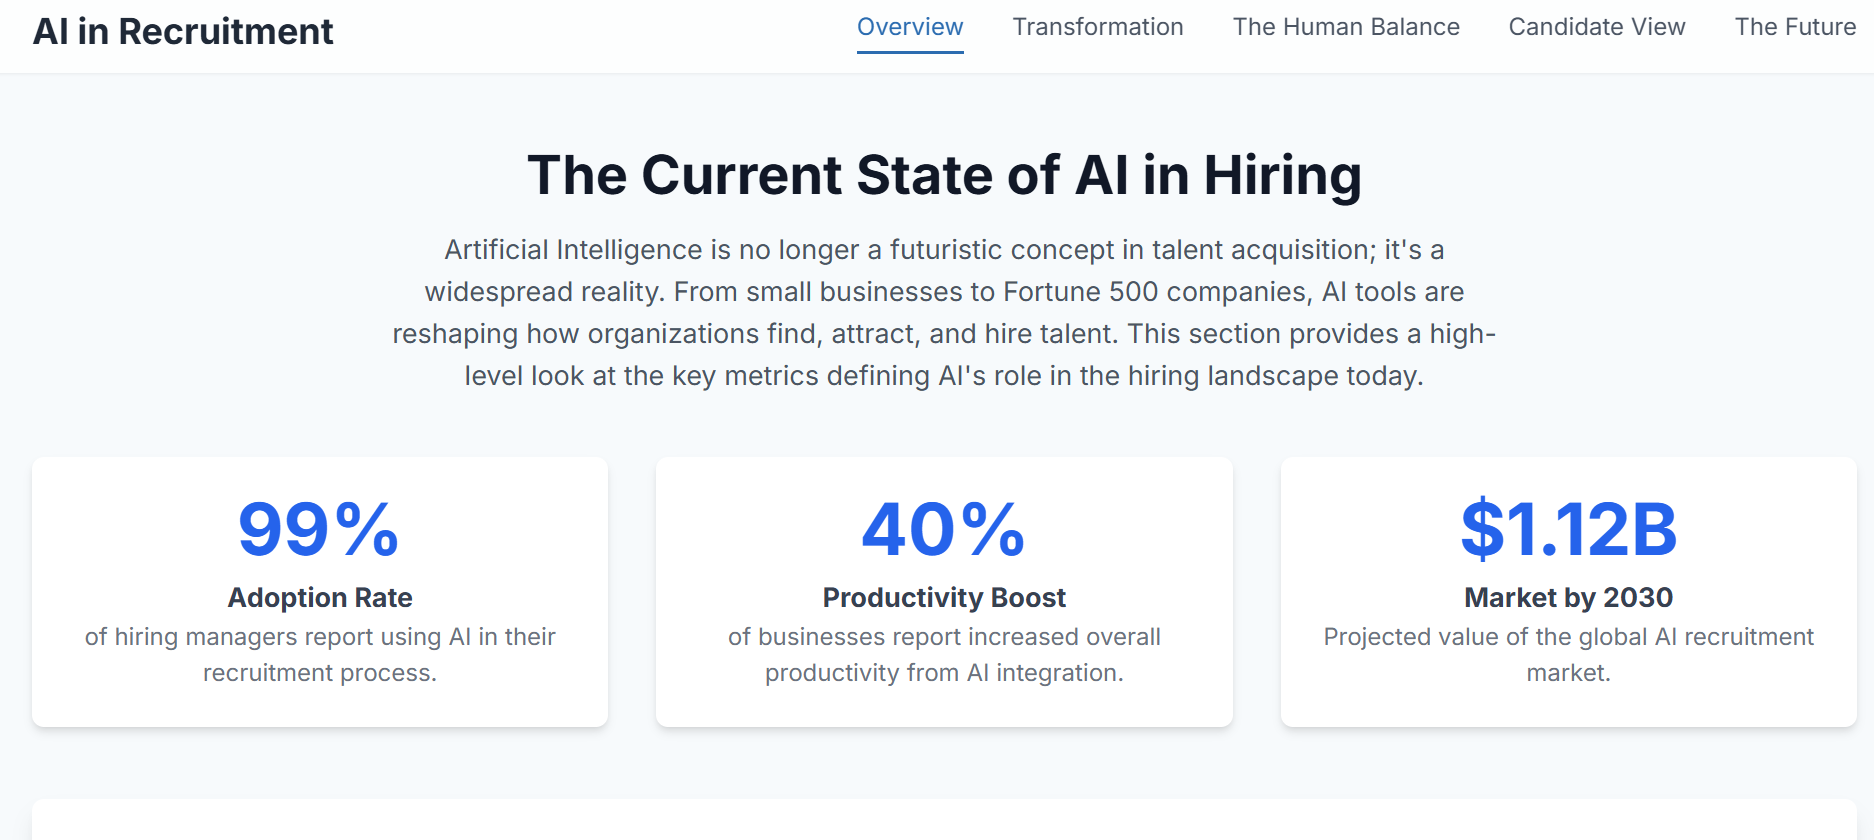 AI in Recruitment
Overview
Transformation
The Human Balance
Candidate View
The Future
The Current State of AI in Hiring
Artificial Intelligence is no longer a futuristic concept in talent acquisition; it's a
widespread reality. From small businesses to Fortune 500 companies, AI tools are
reshaping how organizations find, attract, and hire talent. This section provides a high-
level look at the key metrics defining AI's role in the hiring landscape today.
99%
Adoption Rate
of hiring managers report using AI in their
recruitment process.
40%
Productivity Boost
of businesses report increased overall
productivity from AI integration.
$1.12B
Market by 2030
Projected value of the global AI recruitment
market.